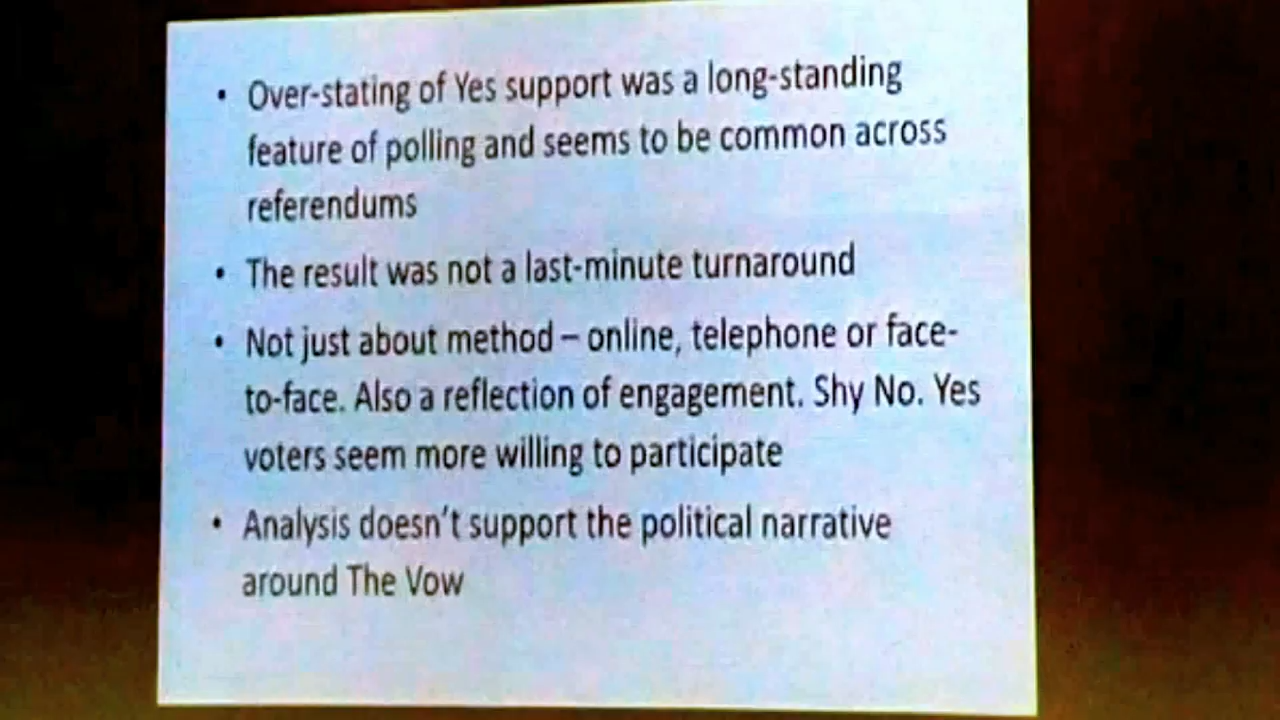 • Over-stating of Yes support was a long-standing
feature of polling and seems to be common across
referendums
• The result was not a last-minute turnaround
• Not just about method – online, telephone or face-
to-face. Also a reflection of engagement. Shy No. Yes
voters seem more willing to participate
• Analysis doesn't support the political narrative
around The Vow